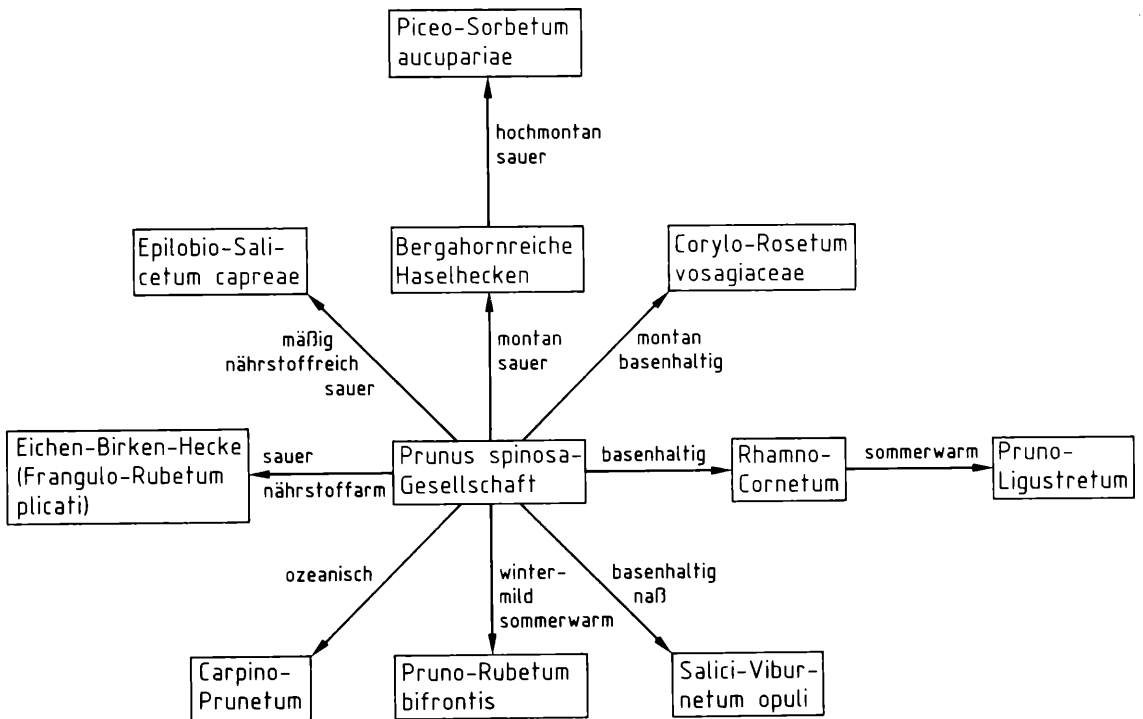 Piceo-Sorbetum
aucupariae
hochmontan
sauer
Epilobio-Sali-
cetum capreae
Bergahornreiche
Haselhecken
Corylo-Rosetum
vosagiaceae
mäßig
nährstoffreich
sauer
montan
sauer
montan
basenhaltig
Eichen-Birken-Hecke
(Frangulo-Rubetum
plicati)
sauer
nährstoffarm
Prunus spinosa-
Gesellschaft
basenhaltig
Rhamno-
Cornetum
sommerwarm
Pruno-
Ligustretum
ozeanisch
winter-
mild
sommerwarm
basenhaltig
naß
Carpino-
Prunetum
Pruno-Rubetum
bifrontis
Salici-Vibur-
netum opuli